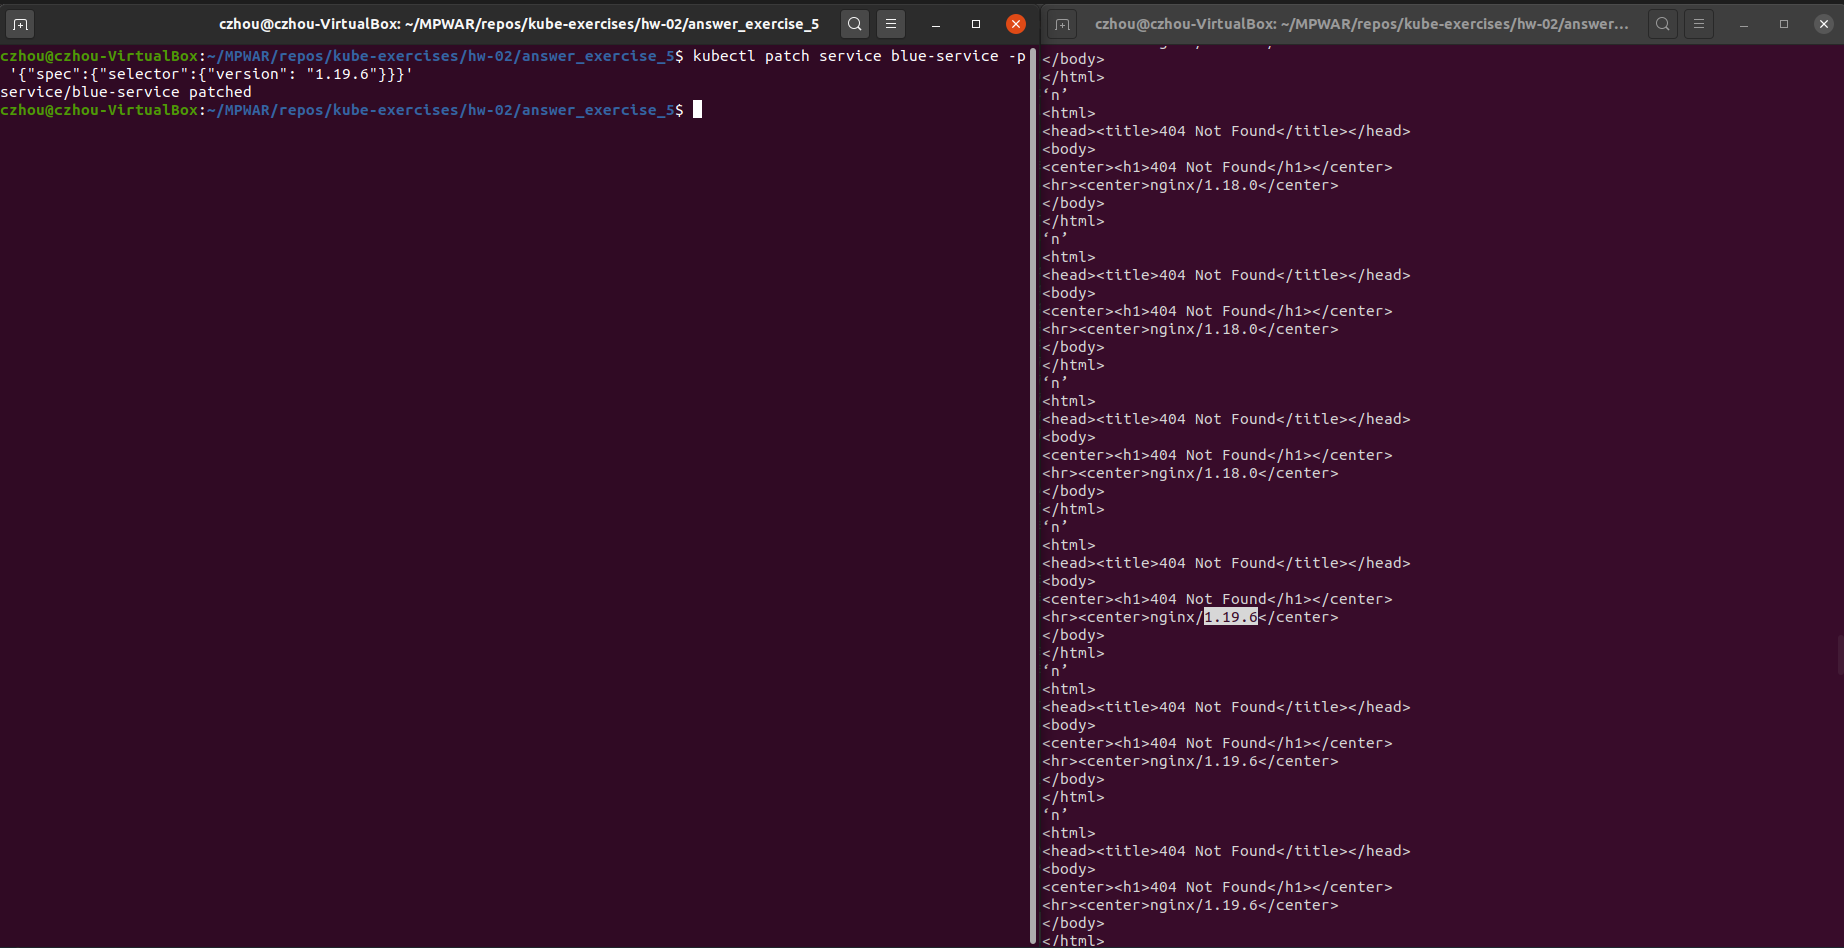 czhou@czhou-VirtualBox: ~/MPWAR/repos/kube-exercises/hw-02/answer_exercise_5
czhou@czhou-VirtualBox:~/MPWAR/repos/kube-exercises/hw-02/answer_exercise_5$ kubectl patch service blue-service -p
'{"spec":{"selector":{"version": "1.19.6"}}}'
service/blue-service patched
czhou@czhou-VirtualBox:~/MPWAR/repos/kube-exercises/hw-02/answer_exercise_5$
czhou@czhou-VirtualBox: ~/MPWAR/repos/kube-exercises/hw-02/answer...
</body>
</html>
‘n’
<html>
<head><title>404 Not Found</title></head>
<body>
<center><h1>404 Not Found</h1></center>
<hr><center>nginx/1.18.0</center>
</body>
</html>
‘n’
<html>
<head><title>404 Not Found</title></head>
<body>
<center><h1>404 Not Found</h1></center>
<hr><center>nginx/1.18.0</center>
</body>
</html>
‘n’
<html>
<head><title>404 Not Found</title></head>
<body>
<center><h1>404 Not Found</h1></center>
<hr><center>nginx/1.18.0</center>
</body>
</html>
‘n’
<html>
<head><title>404 Not Found</title></head>
<body>
<center><h1>404 Not Found</h1></center>
<hr><center>nginx/1.19.6</center>
</body>
</html>
‘n’
<html>
<head><title>404 Not Found</title></head>
<body>
<center><h1>404 Not Found</h1></center>
<hr><center>nginx/1.19.6</center>
</body>
</html>
‘n’
<html>
<head><title>404 Not Found</title></head>
<body>
<center><h1>404 Not Found</h1></center>
<hr><center>nginx/1.19.6</center>
</body>
</html>